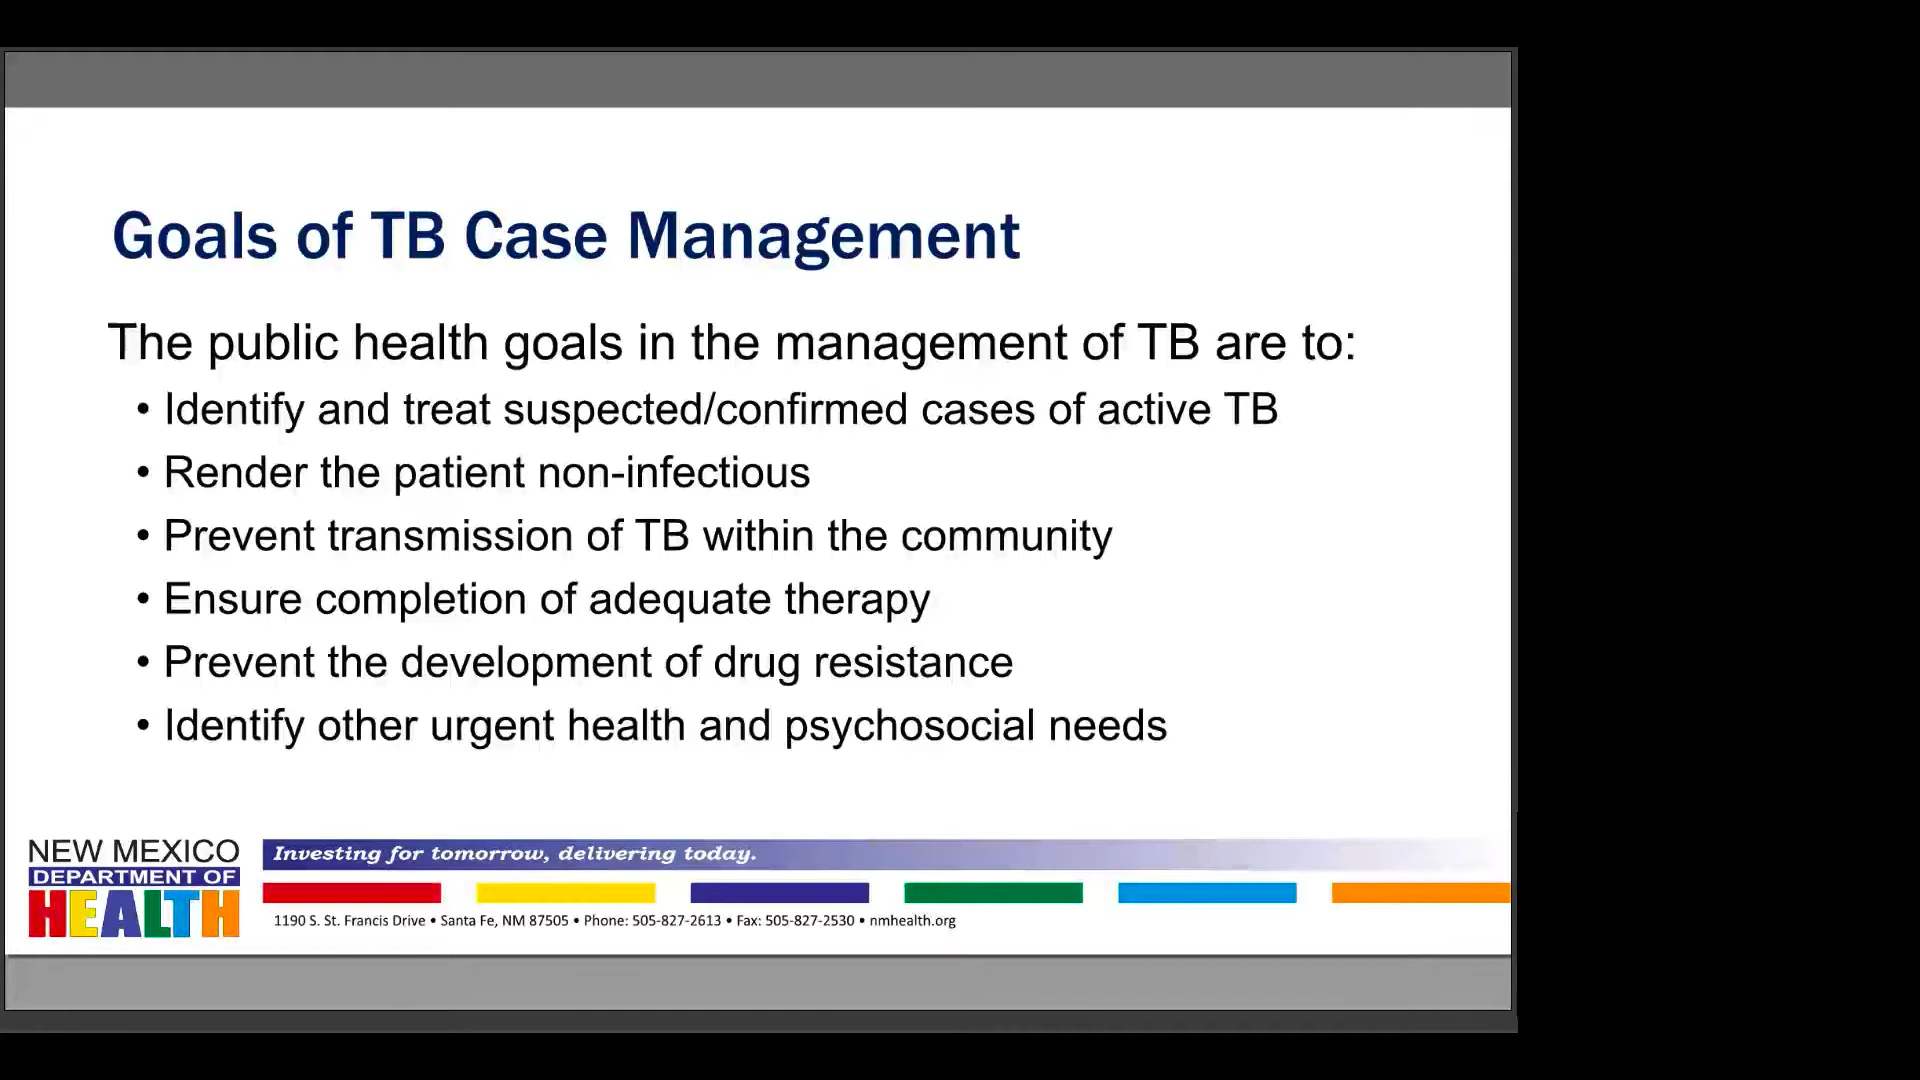 Goals of TB Case Management
The public health goals in the management of TB are to:
• Identify and treat suspected/confirmed cases of active TB
• Render the patient non-infectious
• Prevent transmission of TB within the community
• Ensure completion of adequate therapy
• Prevent the development of drug resistance
• Identify other urgent health and psychosocial needs
NEW MEXICO
DEPARTMENT OF
HEALTH
Investing for tomorrow, delivering today.
1190 S. St. Francis Drive • Santa Fe, NM 87505 • Phone: 505-827-2613 • Fax: 505-827-2530 • nmhealth.org